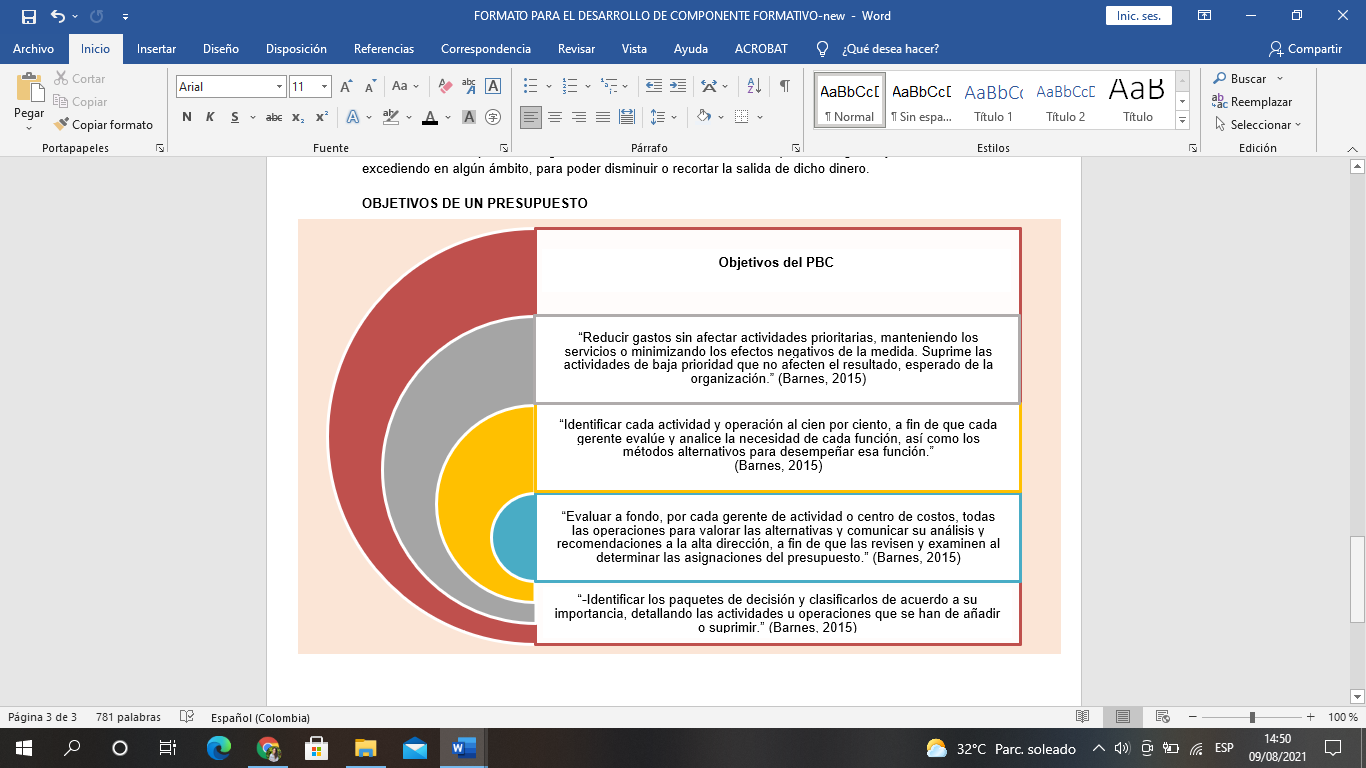 FORMATO PARA EL DESARROLLO DE COMPONENTE FORMATIVO-new - Word
Inic. ses.
Archivo Inicio Insertar Diseño Disposición Referencias Correspondencia Revisar Vista Ayuda ACROBAT ¿Qué desea hacer? Compartir
Pegar
Cortar
Copiar
Copiar formato
Portapapeles
Arial 11
N K S abc x₂ x²
Fuente
Párrafo
AaBbCcD AaBbCcD AaBbCc AaBbCcD AaB
¶ Normal ¶ Sin espa... Título 1 Título 2 Título
Estilos
Buscar
Reemplazar
Seleccionar
Edición
excediendo en algún ámbito, para poder disminuir o recortar la salida de dicho dinero.
OBJETIVOS DE UN PRESUPUESTO
Objetivos del PBC
“Reducir gastos sin afectar actividades prioritarias, manteniendo los
servicios o minimizando los efectos negativos de la medida. Suprime las
actividades de baja prioridad que no afecten el resultado, esperado de la
organización.” (Barnes, 2015)
“Identificar cada actividad y operación al cien por ciento, a fin de que cada
gerente evalúe y analice la necesidad de cada función, así como los
métodos alternativos para desempeñar esa función.”
(Barnes, 2015)
“Evaluar a fondo, por cada gerente de actividad o centro de costos, todas
las operaciones para valorar las alternativas y comunicar su análisis y
recomendaciones a la alta dirección, a fin de que las revisen y examinen al
determinar las asignaciones del presupuesto.” (Barnes, 2015)
“-Identificar los paquetes de decisión y clasificarlos de acuerdo a su
importancia, detallando las actividades u operaciones que se han de añadir
o suprimir.” (Barnes, 2015)
Página 3 de 3 781 palabras Español (Colombia) 100 %
32°C Parc. soleado ESP
14:50
09/08/2021